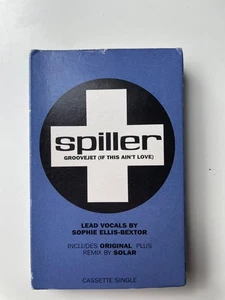 spiller
GROOVEJET (IF THIS AIN'T LOVE)
LEAD VOCALS BY
SOPHIE ELLIS-BEXTOR
INCLUDES ORIGINAL PLUS
REMIX BY SOLAR
CASSETTE SINGLE